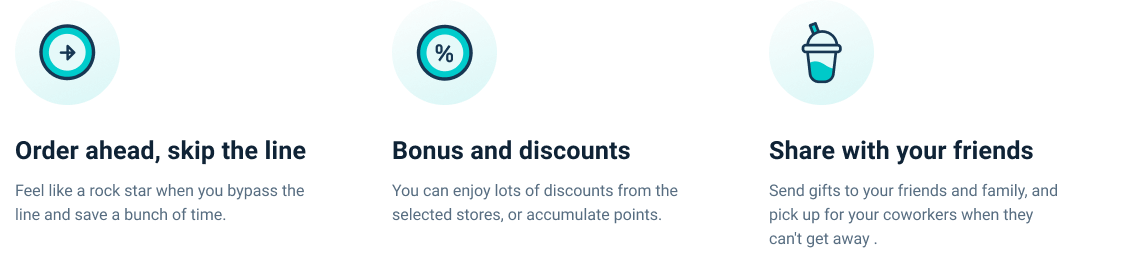 %
Order ahead, skip the line
Feel like a rock star when you bypass the
line and save a bunch of time.
Bonus and discounts
You can enjoy lots of discounts from the
selected stores, or accumulate points.
Share with your friends
Send gifts to your friends and family, and
pick up for your coworkers when they
can't get away .